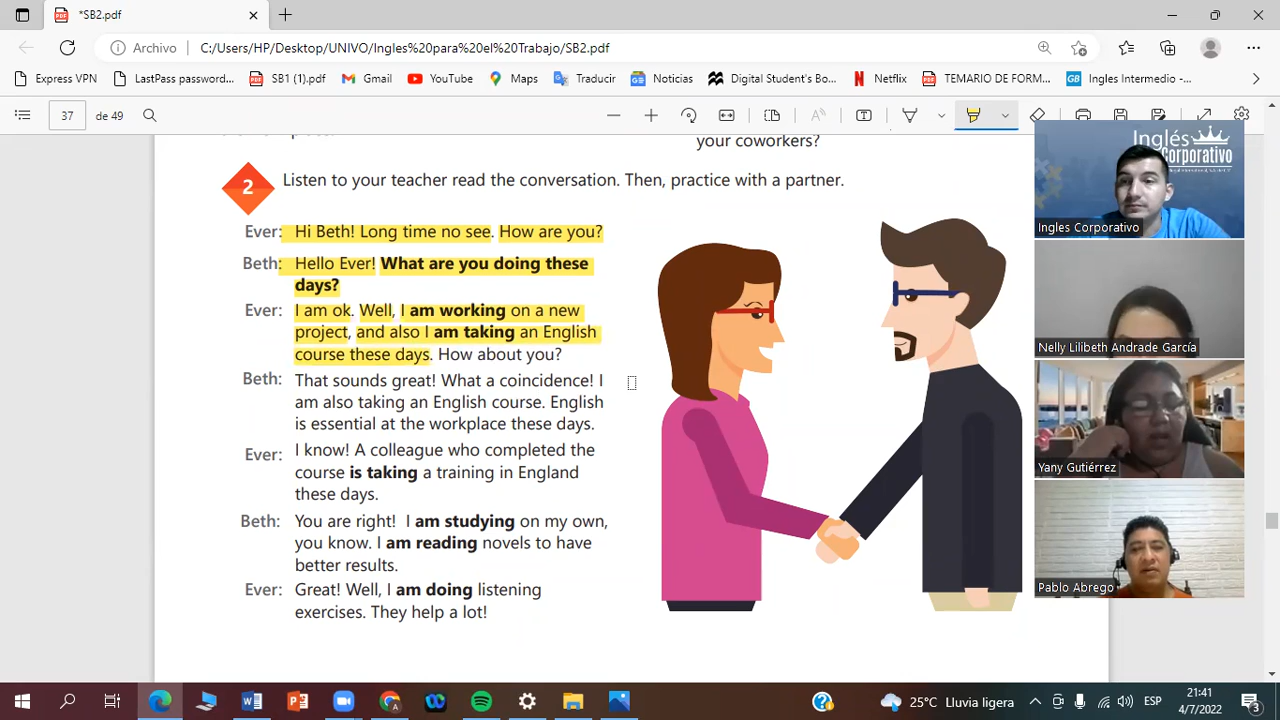 *SB2.pdf
Archivo C:/Users/HP/Desktop/UNIVO/Ingles%20para%20el%20Trabajo/SB2.pdf
Express VPN LastPass password... SB1 (1).pdf Gmail YouTube Maps Traducir Noticias Digital Student's Bo... Netflix TEMARIO DE FORM... Ingles Intermedio -...
37 de 49
your coworkers?
2 Listen to your teacher read the conversation. Then, practice with a partner.
Ever: Hi Beth! Long time no see. How are you?
Beth: Hello Ever! What are you doing these
days?
Ever: I am ok. Well, I am working on a new
project, and also I am taking an English
course these days. How about you?
Beth: That sounds great! What a coincidence! I
am also taking an English course. English
is essential at the workplace these days.
Ever: I know! A colleague who completed the
course is taking a training in England
these days.
Beth: You are right! I am studying on my own,
you know. I am reading novels to have
better results.
Ever: Great! Well, I am doing listening
exercises. They help a lot!
Inglés
Corporativo
Ingles Corporativo
Nelly Lilibeth Andrade García
Yany Gutiérrez
Pablo Abrego
25°C Lluvia ligera ESP 21:41
4/7/2022 3